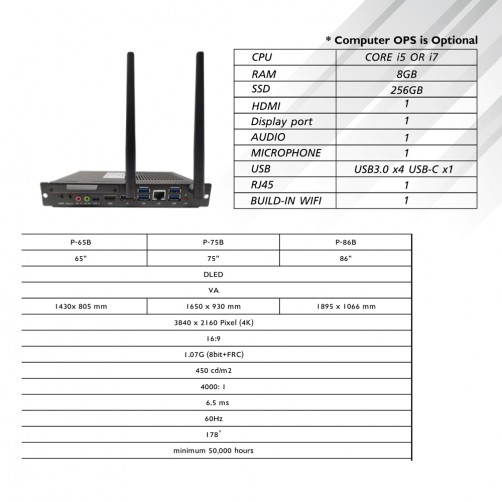 * Computer OPS is Optional
CPU CORE i5 OR i7
RAM 8GB
SSD 256GB
HDMI 1
Display port 1
AUDIO 1
MICROPHONE 1
USB USB3.0 x4 USB-C x1
RJ45 1
BUILD-IN WIFI 1
P-65B P-75B P-86B
65" 75" 86"
DLED
VA
1430x 805 mm 1650 x 930 mm 1895 x 1066 mm
3840 x 2160 Pixel (4K)
16:9
1.07G (8bit+FRC)
450 cd/m2
4000: 1
6.5 ms
60Hz
178°
minimum 50,000 hours